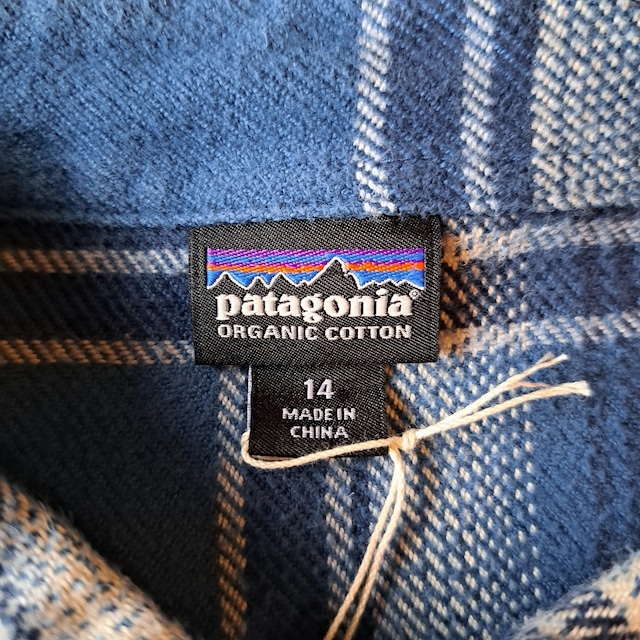 patagonia®
ORGANIC COTTON
14
MADE IN
CHINA